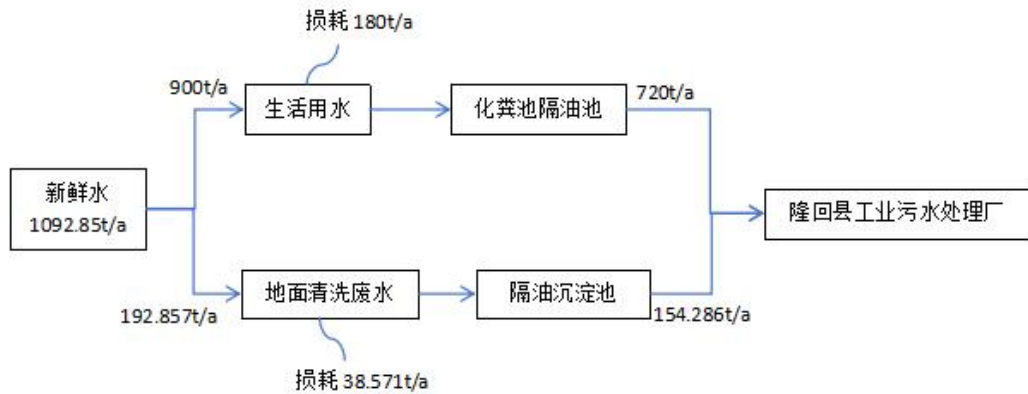 损耗 180t/a
900t/a
生活用水
化粪池隔油池
720t/a
新鲜水
1092.85t/a
隆回县工业污水处理厂
192.857t/a
地面清洗废水
隔油沉淀池
154.286t/a
损耗 38.571t/a